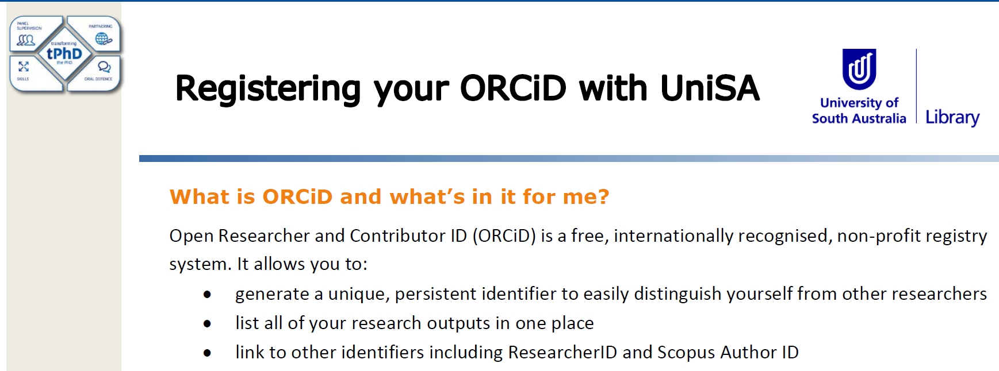 PANEL
SUPERVISION
PARTNERING
transforming
tPhD
the PhD
SKILLS
ORAL DEFENCE
Registering your ORCiD with UniSA
University of
South Australia
Library
What is ORCiD and what's in it for me?
Open Researcher and Contributor ID (ORCiD) is a free, internationally recognised, non-profit registry
system. It allows you to:
• generate a unique, persistent identifier to easily distinguish yourself from other researchers
• list all of your research outputs in one place
• link to other identifiers including ResearcherID and Scopus Author ID